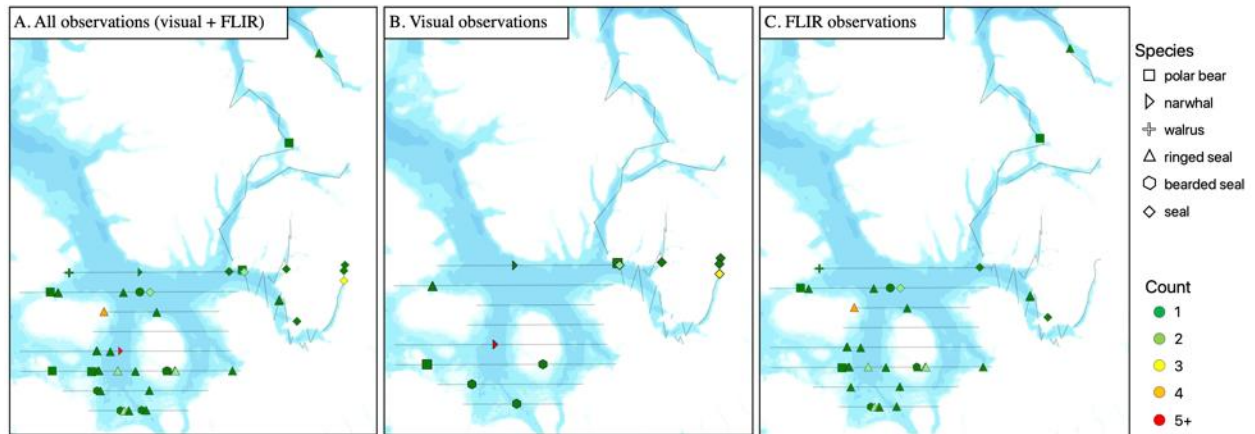 A. All observations (visual + FLIR)
B. Visual observations
C. FLIR observations
Species
polar bear
narwhal
walrus
ringed seal
bearded seal
seal
Count
1
2
3
4
5+